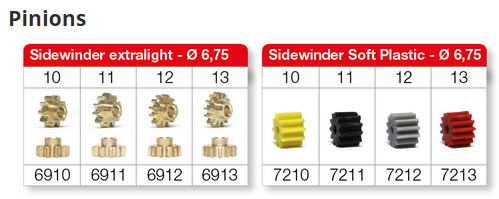 Pinions
Sidewinder extralight - Ø 6,75
10 11 12 13
6910 6911 6912 6913
Sidewinder Soft Plastic - Ø 6,75
10 11 12 13
7210 7211 7212 7213